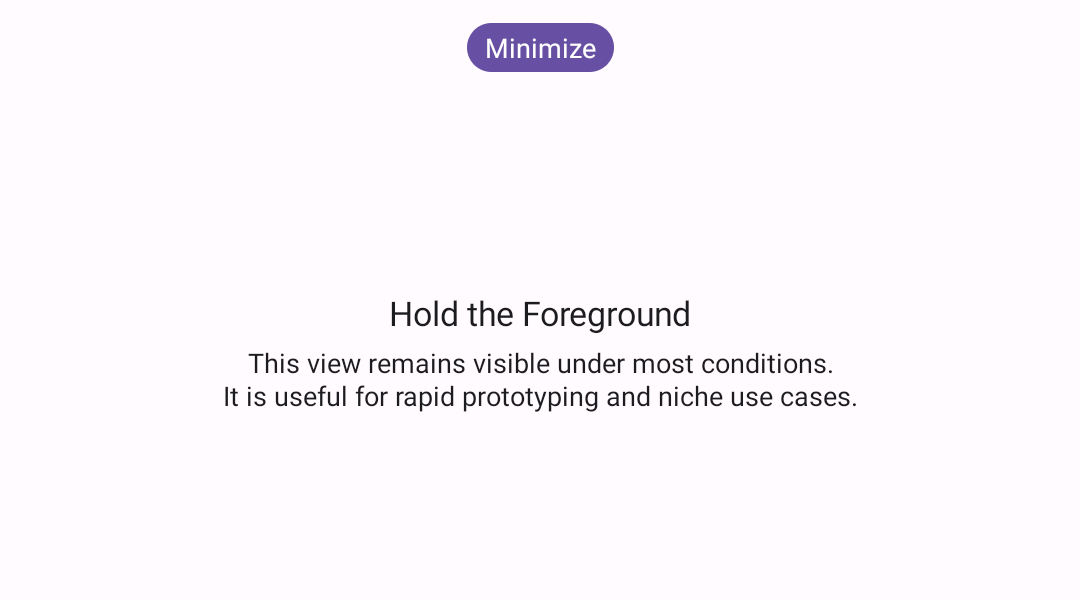 Minimize
Hold the Foreground
This view remains visible under most conditions.
It is useful for rapid prototyping and niche use cases.